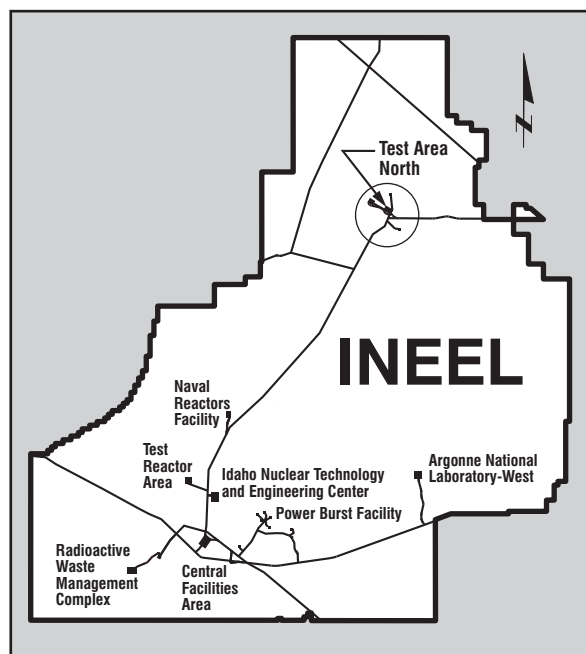 N
Test Area
North
INEEL
Naval
Reactors
Facility
Test
Reactor
Area
Idaho Nuclear Technology
and Engineering Center
Argonne National
Laboratory-West
Power Burst Facility
Radioactive
Waste
Management
Complex
Central
Facilities
Area